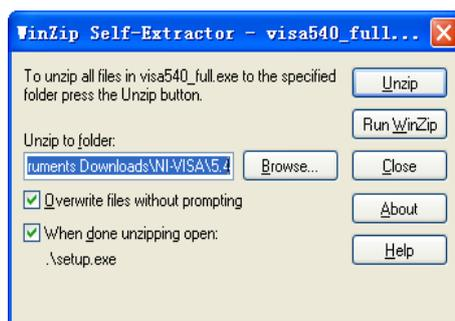 WinZip Self-Extractor - visa540_full...
To unzip all files in visa540_full.exe to the specified
folder press the Unzip button.
Unzip to folder:
ruments Downloads\NI-VISA\5.4
Browse...
Overwrite files without prompting
When done unzipping open:
.\setup.exe
Unzip
Run WinZip
Close
About
Help